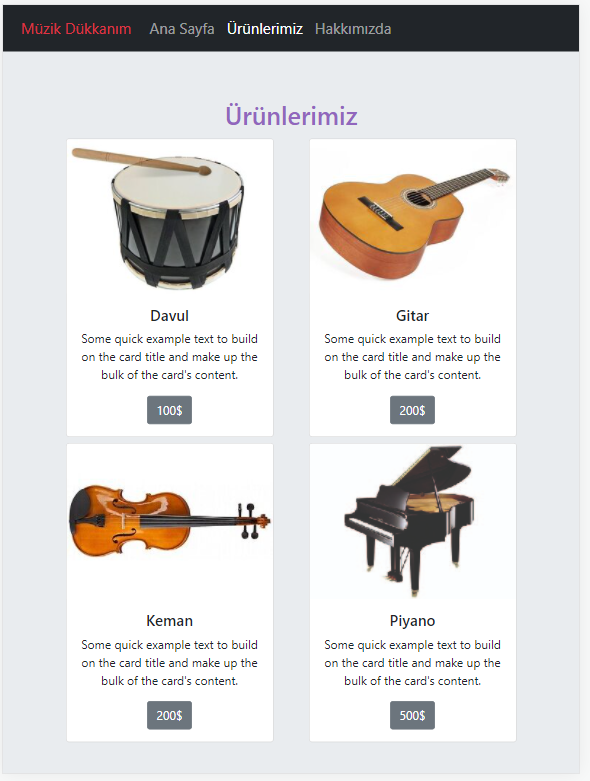 Müzik Dükkanım Ana Sayfa Ürünlerimiz Hakkımızda
Ürünlerimiz
Davul
Some quick example text to build
on the card title and make up the
bulk of the card's content.
100$
Gitar
Some quick example text to build
on the card title and make up the
bulk of the card's content.
200$
Keman
Some quick example text to build
on the card title and make up the
bulk of the card's content.
200$
Piyano
Some quick example text to build
on the card title and make up the
bulk of the card's content.
500$